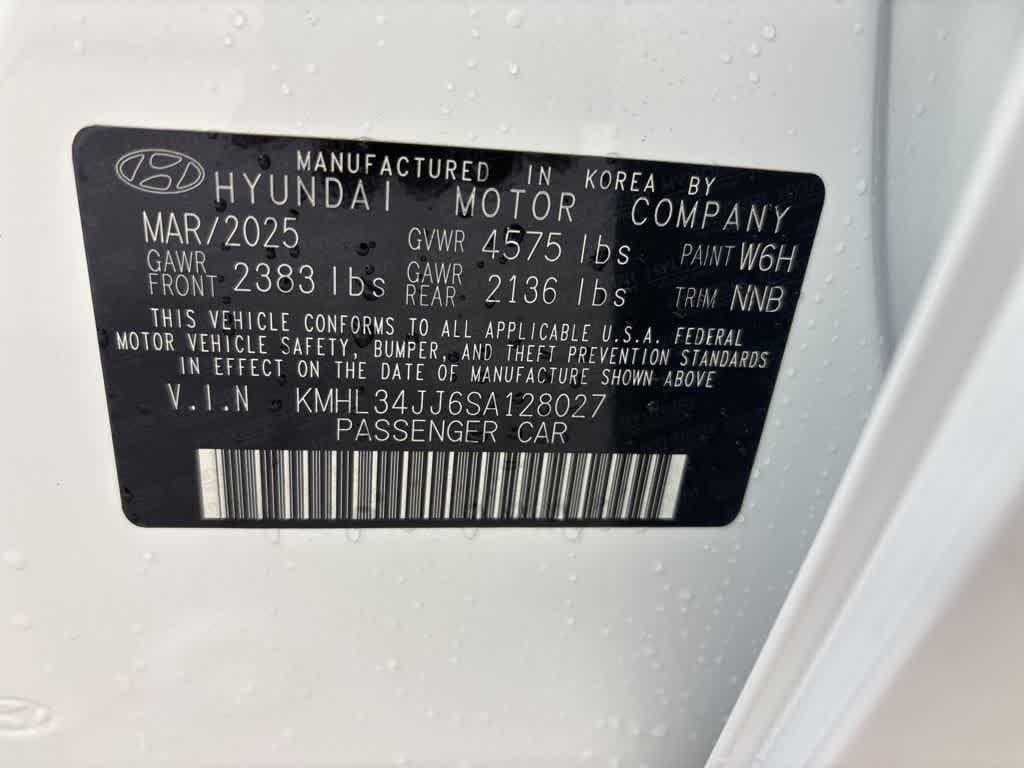 MANUFACTURED IN KOREA BY
HYUNDAI MOTOR COMPANY
MAR/2025 GVWR 4575 lbs PAINT W6H
GAWR FRONT 2383 lbs GAWR REAR 2136 lbs TRIM NNB
THIS VEHICLE CONFORMS TO ALL APPLICABLE U.S.A. FEDERAL
MOTOR VEHICLE SAFETY, BUMPER, AND THEFT PREVENTION STANDARDS
IN EFFECT ON THE DATE OF MANUFACTURE SHOWN ABOVE
V.I.N KMHL34JJ6SA128027
PASSENGER CAR